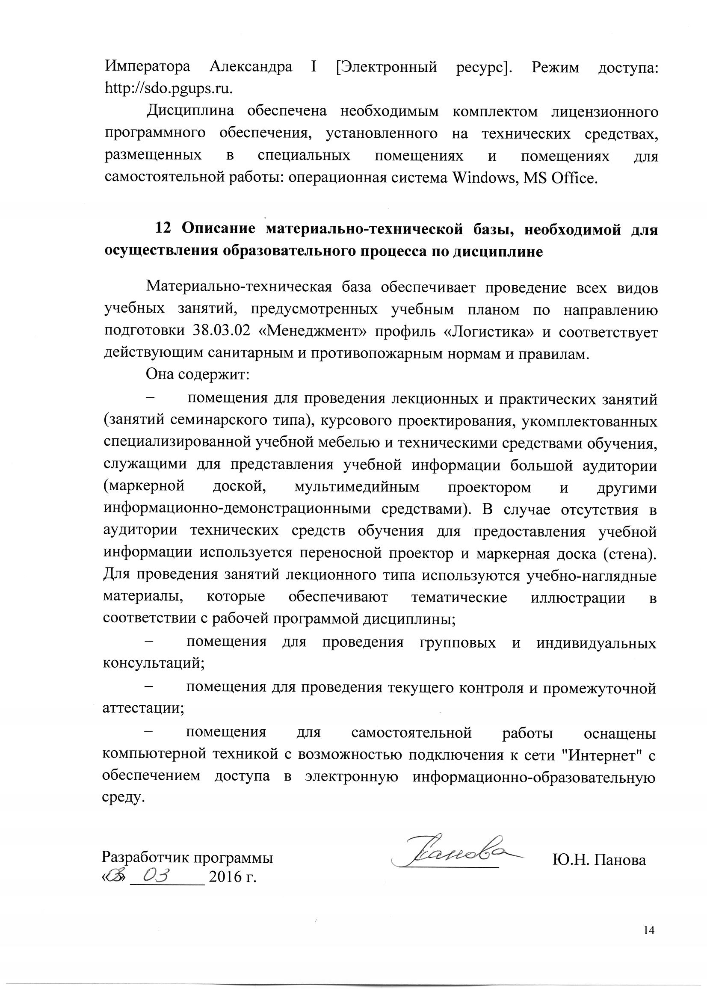 Императора Александра I [Электронный ресурс]. Режим доступа:
http://sdo.pgups.ru.
Дисциплина обеспечена необходимым комплектом лицензионного
программного обеспечения, установленного на технических средствах,
размещенных в специальных помещениях и помещениях для
самостоятельной работы: операционная система Windows, MS Office.
12 Описание материально-технической базы, необходимой для
осуществления образовательного процесса по дисциплине
Материально-техническая база обеспечивает проведение всех видов
учебных занятий, предусмотренных учебным планом по направлению
подготовки 38.03.02 «Менеджмент» профиль «Логистика» и соответствует
действующим санитарным и противопожарным нормам и правилам.
Она содержит:
– помещения для проведения лекционных и практических занятий
(занятий семинарского типа), курсового проектирования, укомплектованных
специализированной учебной мебелью и техническими средствами обучения,
служащими для представления учебной информации большой аудитории
(маркерной доской, мультимедийным проектором и другими
информационно-демонстрационными средствами). В случае отсутствия в
аудитории технических средств обучения для предоставления учебной
информации используется переносной проектор и маркерная доска (стена).
Для проведения занятий лекционного типа используются учебно-наглядные
материалы, которые обеспечивают тематические иллюстрации в
соответствии с рабочей программой дисциплины;
– помещения для проведения групповых и индивидуальных
консультаций;
– помещения для проведения текущего контроля и промежуточной
аттестации;
– помещения для самостоятельной работы оснащены
компьютерной техникой с возможностью подключения к сети "Интернет" с
обеспечением доступа в электронную информационно-образовательную
среду.
Разработчик программы Панова Ю.Н. Панова
«03» 03 2016 г.
14